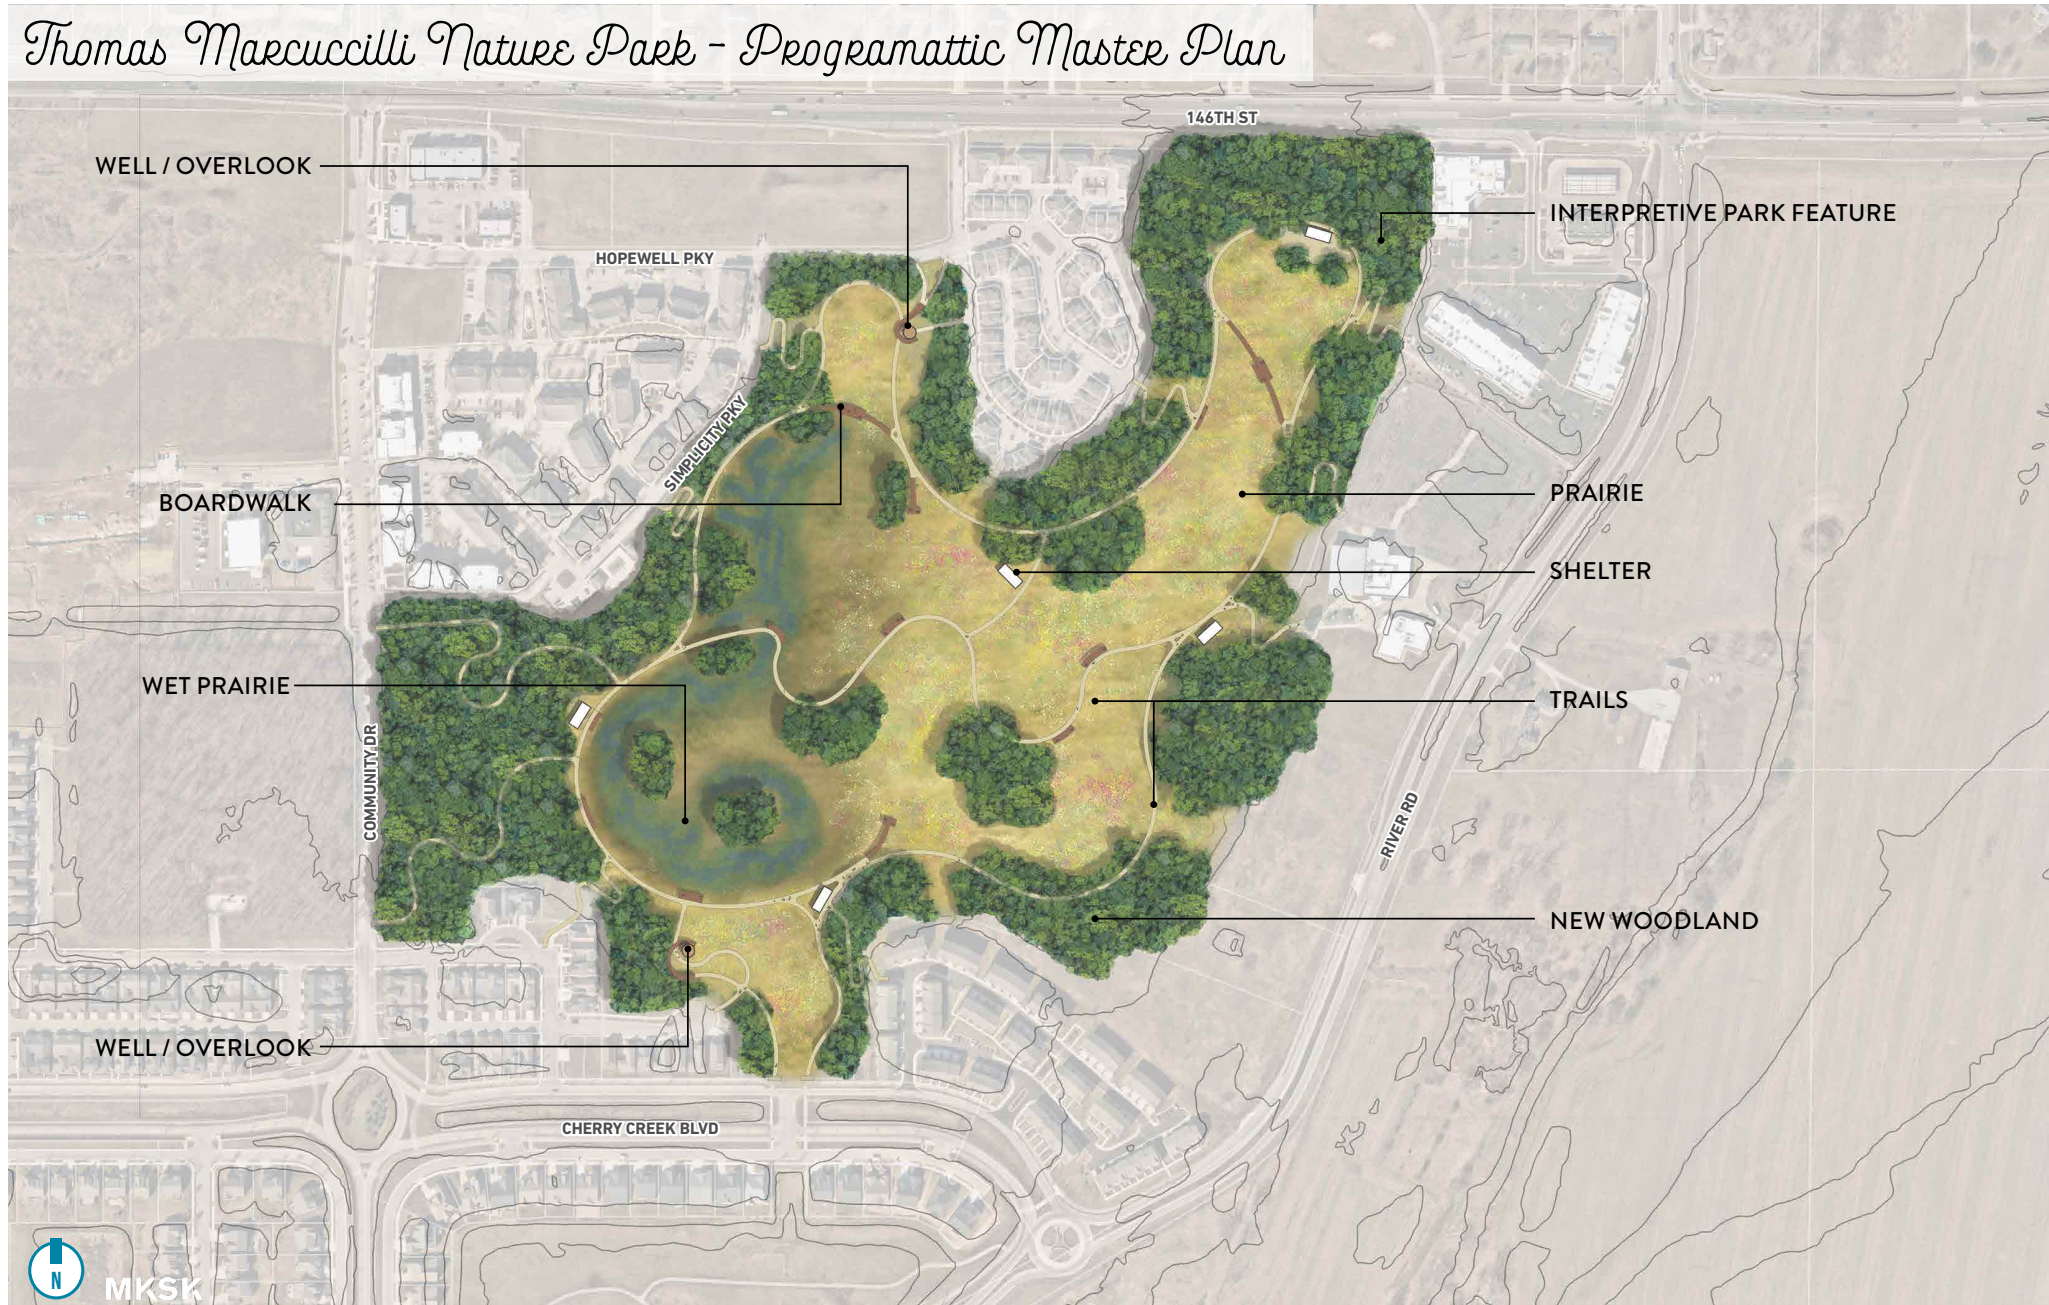 Thomas Marcuccilli Nature Park - Programattic Master Plan
146TH ST
WELL / OVERLOOK
INTERPRETIVE PARK FEATURE
HOPEWELL PKY
SIMPLICITY PKY
BOARDWALK
PRAIRIE
SHELTER
WET PRAIRIE
TRAILS
COMMUNITY DR
RIVER RD
NEW WOODLAND
WELL / OVERLOOK
CHERRY CREEK BLVD
N
MKSK